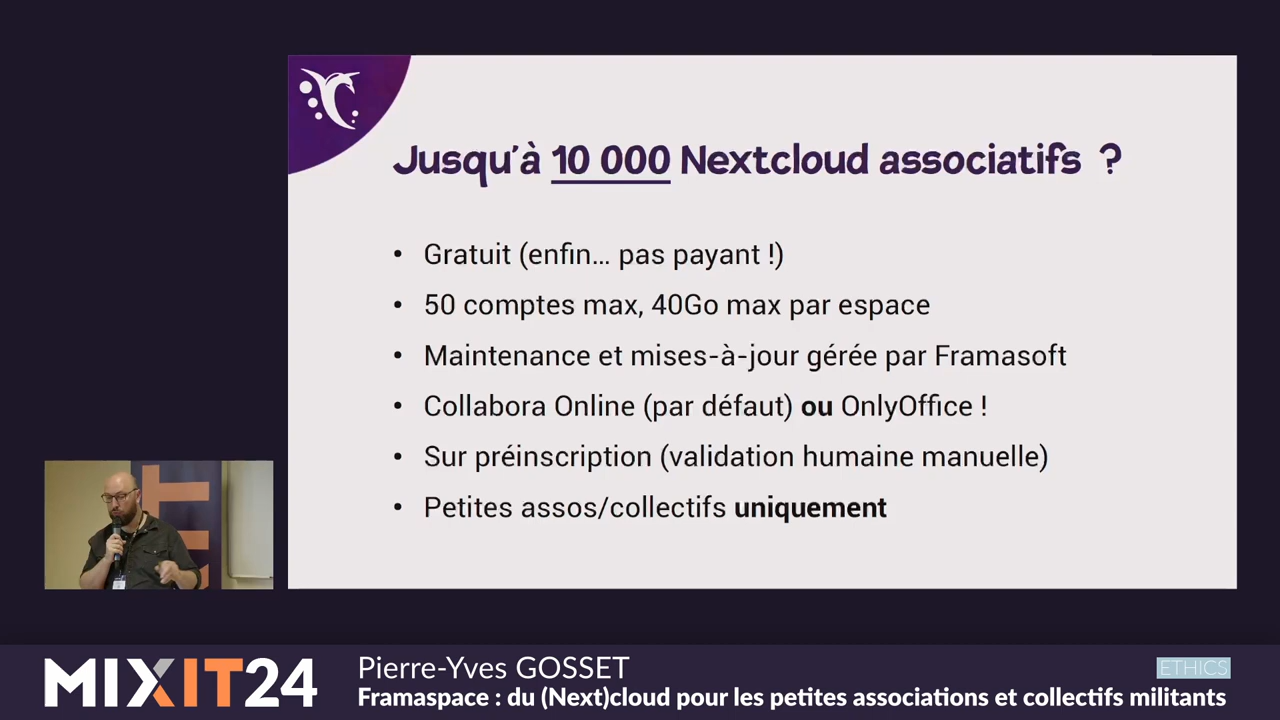 Jusqu'à 10 000 Nextcloud associatifs ?
• Gratuit (enfin... pas payant !)
• 50 comptes max, 40Go max par espace
• Maintenance et mises-à-jour gérée par Framasoft
• Collabora Online (par défaut) ou OnlyOffice !
• Sur préinscription (validation humaine manuelle)
• Petites assos/collectifs uniquement
MIXIT24
Pierre-Yves GOSSET
ETHICS
Framaspace : du (Next)cloud pour les petites associations et collectifs militants